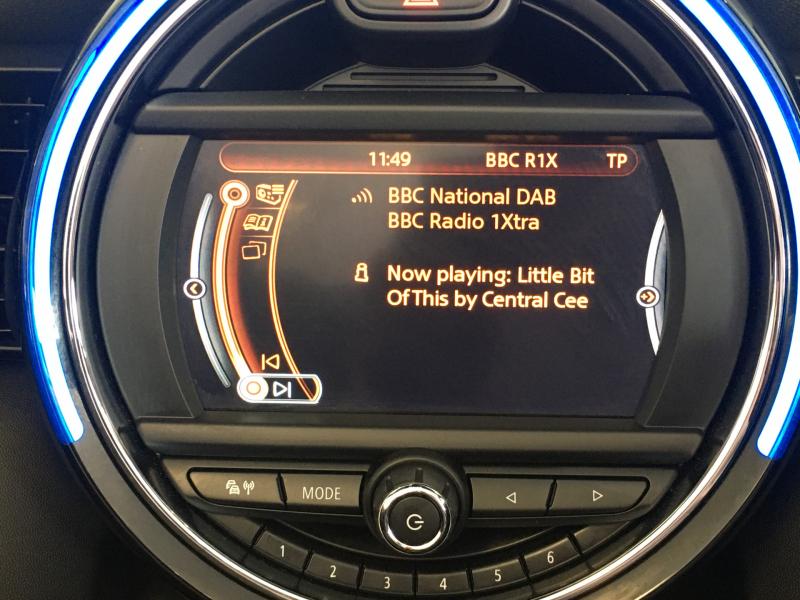 11:49 BBC R1X TP
BBC National DAB
BBC Radio 1Xtra
Now playing: Little Bit
Of This by Central Cee
MODE
1 2 3 4 5 6